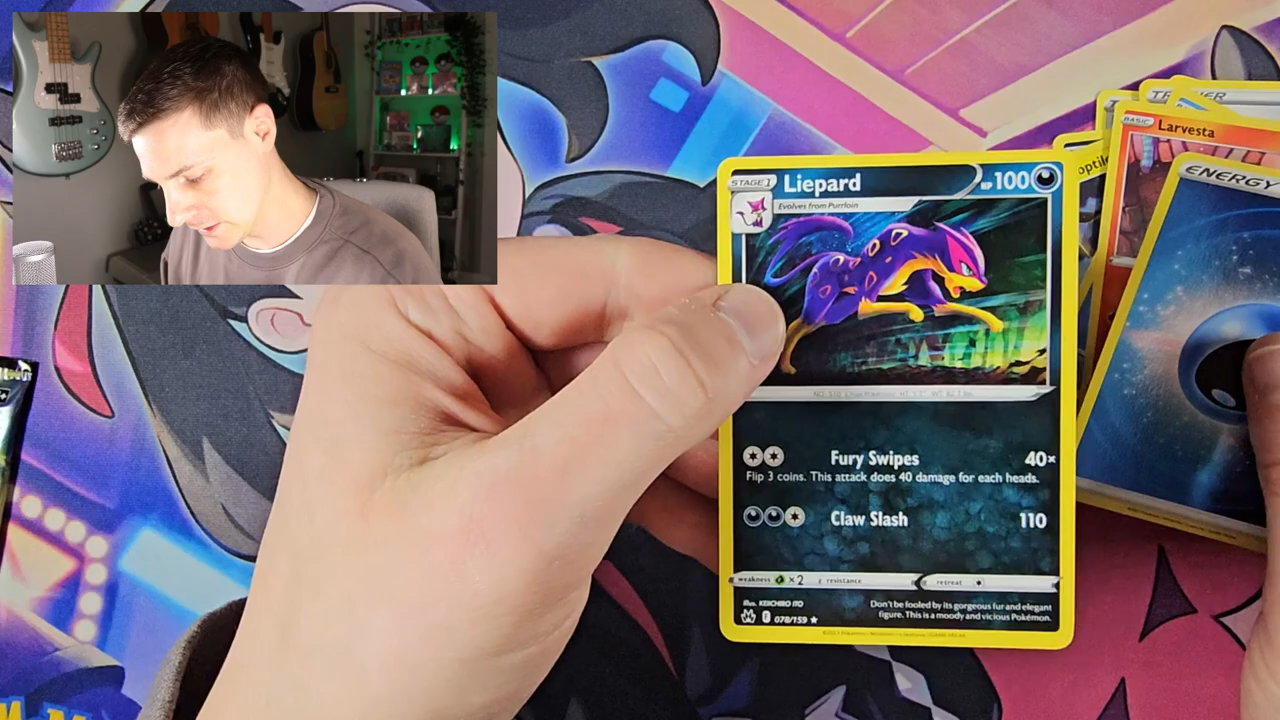 STAGE 1 Liepard HP 100
Evolves from Purrloin
Fury Swipes 40×
Flip 3 coins. This attack does 40 damage for each heads.
Claw Slash 110
weakness ×2 resistance retreat
Illus. KEIICHIRO ITO
078/159
Don't be fooled by its gorgeous fur and elegant
figure. This is a moody and vicious Pokémon.
BASIC Larvesta
ENERGY